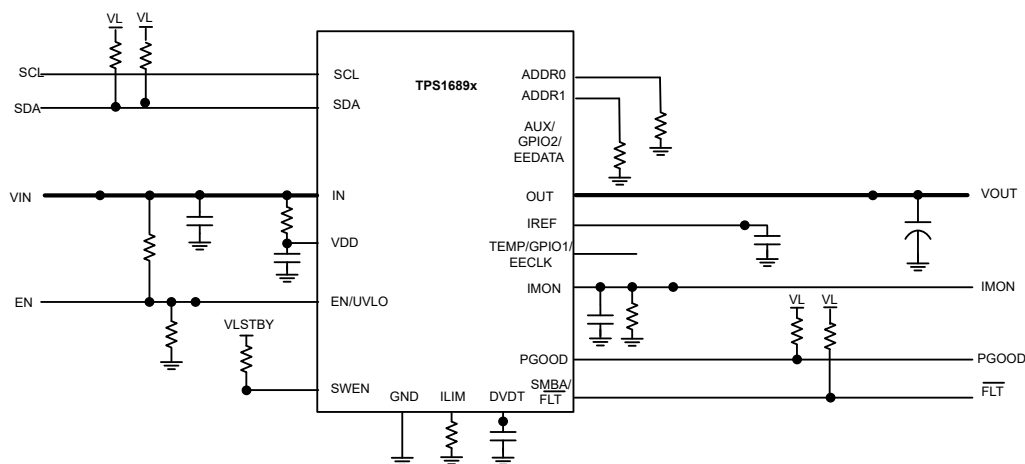 VL
VL
SCL
SCL
TPS1689x
ADDR0
SDA
SDA
ADDR1
AUX/
GPIO2/
EEDATA
VIN
IN
OUT
VOUT
IREF
VDD
TEMP/GPIO1/
EECLK
EN
EN/UVLO
IMON
IMON
VLSTBY
VL
VL
PGOOD
PGOOD
SWEN
SMBA/
FLT
FLT
GND
ILIM
DVDT